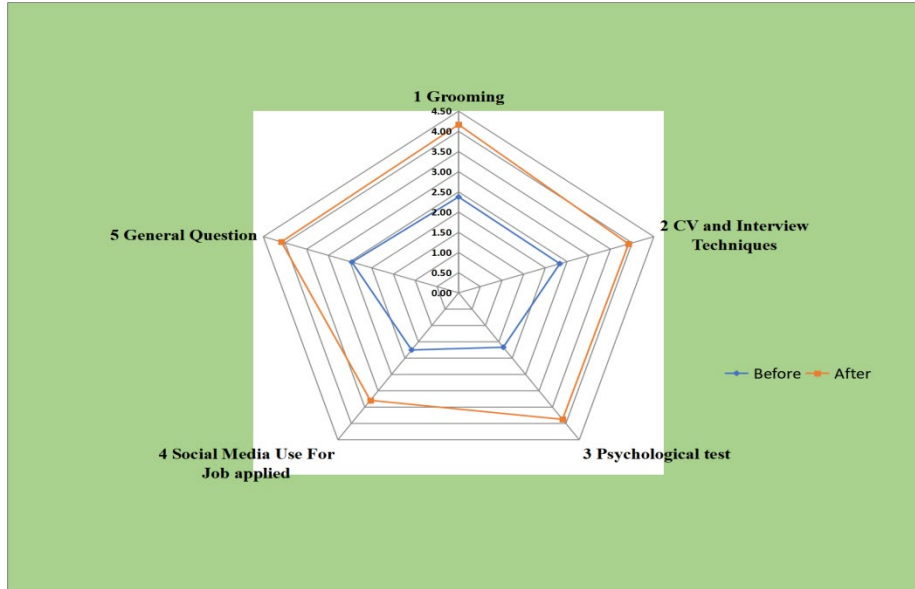 1 Grooming
4.50
4.00
3.50
3.00
2.50
2.00
1.50
1.00
0.50
0.00
2 CV and Interview
Techniques
5 General Question
Before
After
4 Social Media Use For
Job applied
3 Psychological test